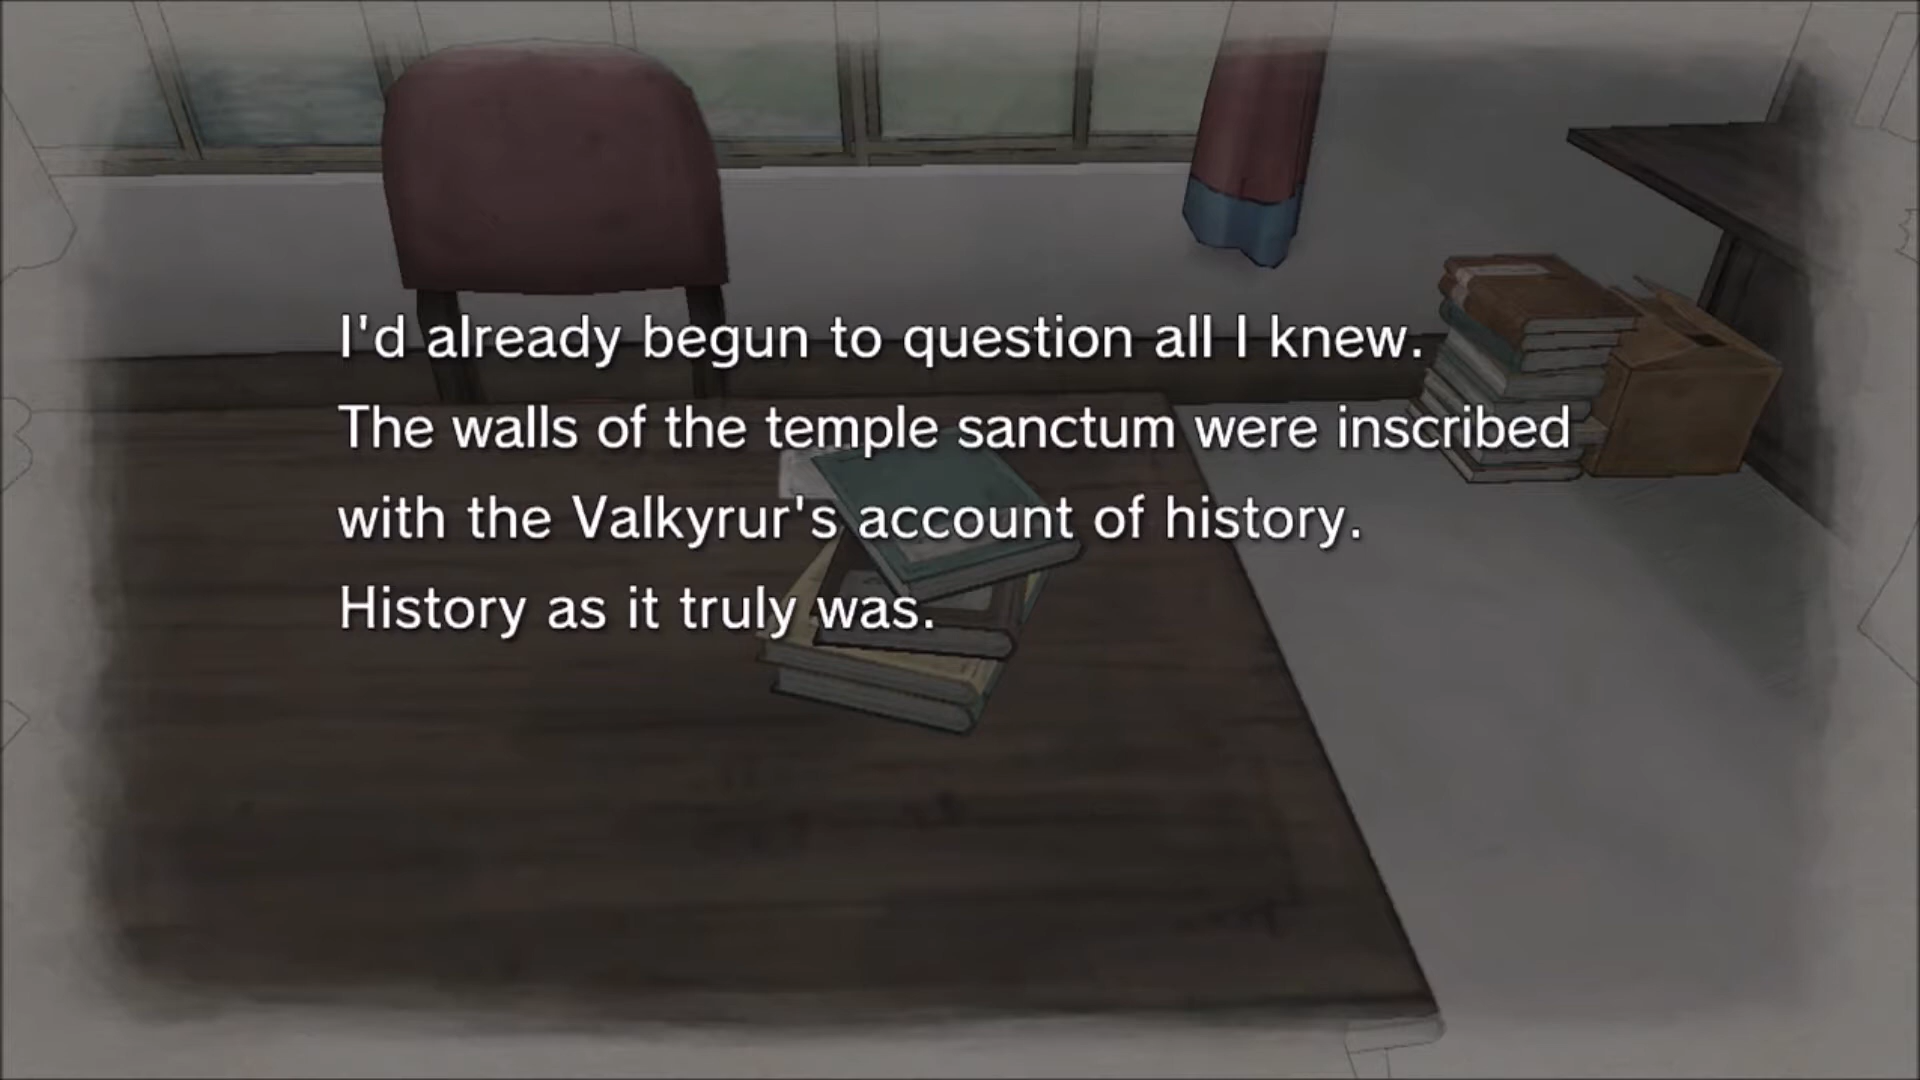 I'd already begun to question all I knew.
The walls of the temple sanctum were inscribed
with the Valkyrur's account of history.
History as it truly was.